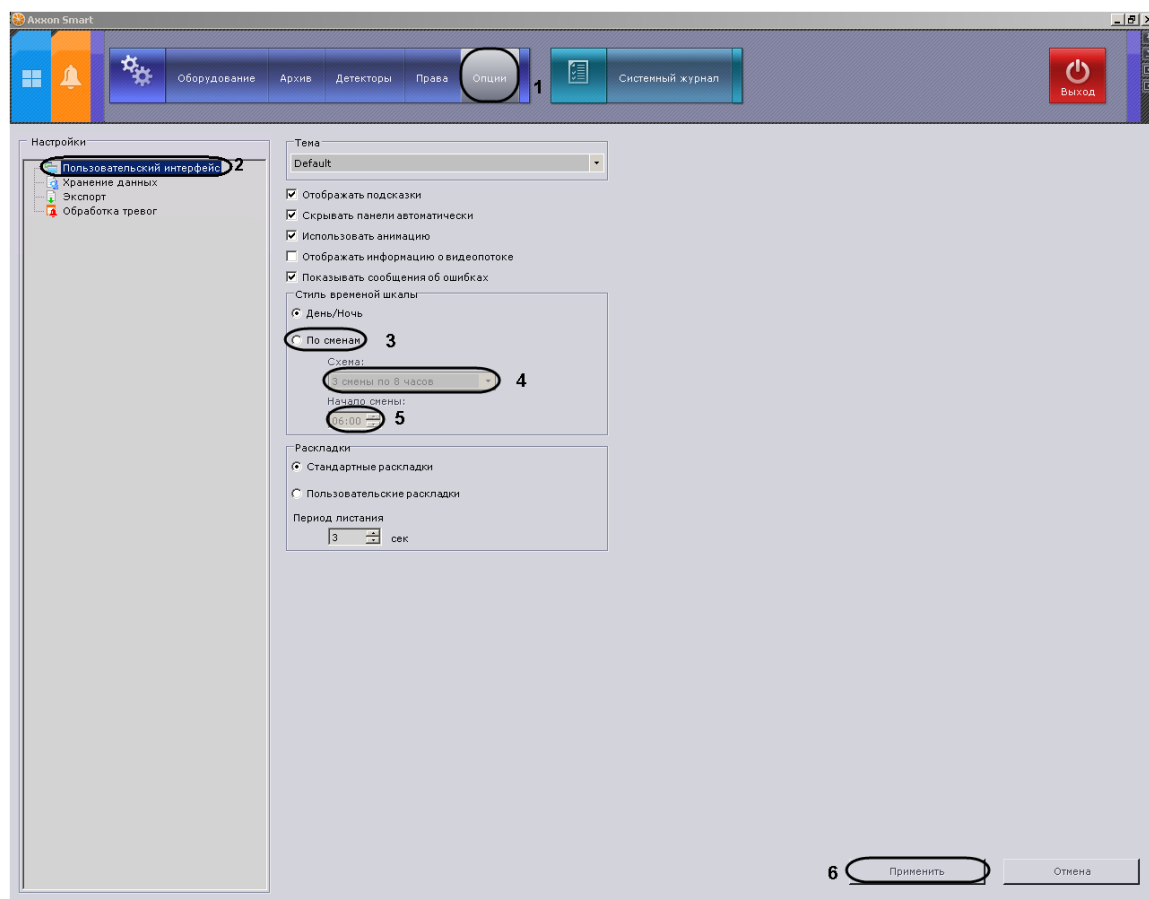 Axxon Smart
Оборудование Архив Детекторы Права Опции 1 Системный журнал Выход
Настройки
Пользовательский интерфейс 2
Хранение данных
Экспорт
Обработка тревог
Тема
Default
Отображать подсказки
Скрывать панели автоматически
Использовать анимацию
Отображать информацию о видеопотоке
Показывать сообщения об ошибках
Стиль временой шкалы
День/Ночь
По сменам 3
Схема:
3 смены по 8 часов 4
Начало смены:
06:00 5
Раскладки
Стандартные раскладки
Пользовательские раскладки
Период листания
3 сек
6 Применить Отмена